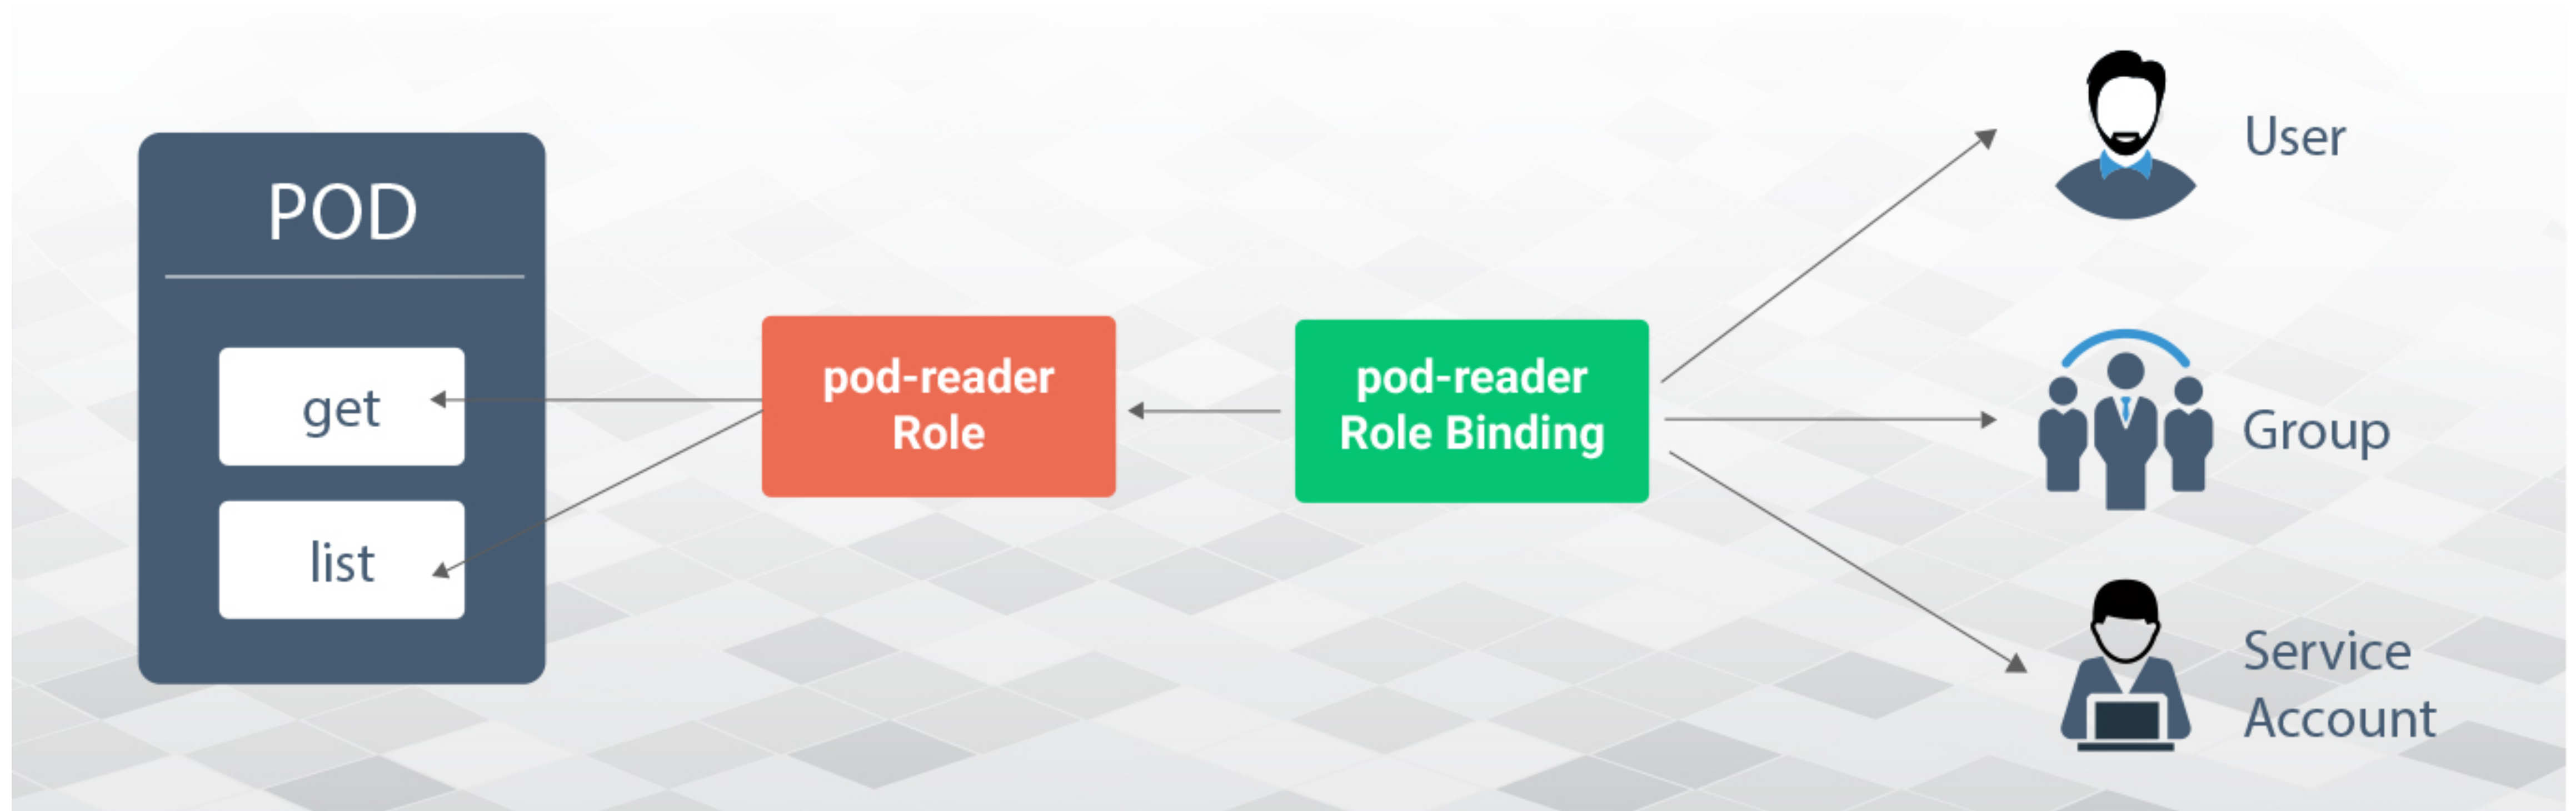 POD
get
list
pod-reader
Role
pod-reader
Role Binding
User
Group
Service
Account